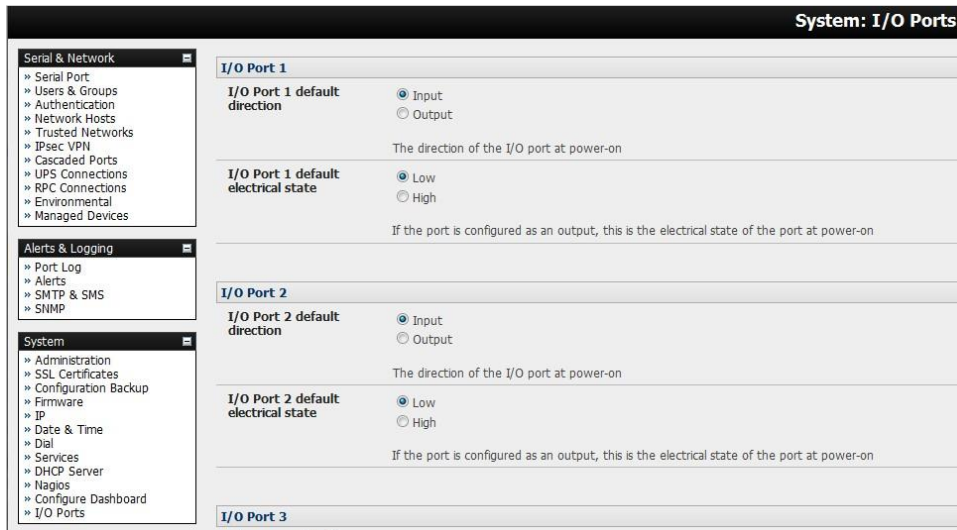 System: I/O Ports
Serial & Network
» Serial Port
» Users & Groups
» Authentication
» Network Hosts
» Trusted Networks
» IPsec VPN
» Cascaded Ports
» UPS Connections
» RPC Connections
» Environmental
» Managed Devices
Alerts & Logging
» Port Log
» Alerts
» SMTP & SMS
» SNMP
System
» Administration
» SSL Certificates
» Configuration Backup
» Firmware
» IP
» Date & Time
» Dial
» Services
» DHCP Server
» Nagios
» Configure Dashboard
» I/O Ports
I/O Port 1
I/O Port 1 default
direction
Input
Output
The direction of the I/O port at power-on
I/O Port 1 default
electrical state
Low
High
If the port is configured as an output, this is the electrical state of the port at power-on
I/O Port 2
I/O Port 2 default
direction
Input
Output
The direction of the I/O port at power-on
I/O Port 2 default
electrical state
Low
High
If the port is configured as an output, this is the electrical state of the port at power-on
I/O Port 3